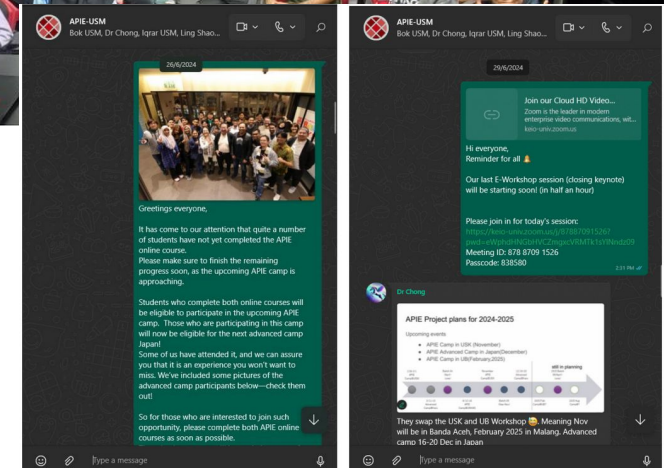 APIE-USM
Bok USM, Dr Chong, Iqrar USM, Ling Shao...
26/6/2024
Greetings everyone,
It has come to our attention that quite a number
of students have not yet completed the APIE
online course.
Please make sure to finish the remaining
progress soon, as the upcoming APIE camp is
approaching.
Students who complete both online courses will
be eligible to participate in the upcoming APIE
camp. Those who are participating in this camp
will now be eligible for the next advanced camp
Japan!
Some of us have attended it, and we can assure
you that it is an experience you won't want to
miss. We've included some pictures of the
advanced camp participants below—check them
out!
So for those who are interested to join such
opportunity, please complete both APIE online
courses as soon as possible.
Type a message
APIE-USM
Bok USM, Dr Chong, Iqrar USM, Ling Shao...
29/6/2024
Join our Cloud HD Video...
Zoom is the leader in modern
enterprise video communications, wit...
keio-univ.zoom.us
Hi everyone,
Reminder for all
Our last E-Workshop session (closing keynote)
will be starting soon! (in half an hour)
Please join in for today's session:
Meeting ID: 878 8709 1526
Passcode: 838580
2:31 PM
Dr Chong
APIE Project plans for 2024-2025
Upcoming events
APIE Camp in USK (November)
APIE Advanced Camp in Japan(December)
APIE Camp in UB(February,2025)
still in planning
They swap the USK and UB Workshop 😅. Meaning Nov
will be in Banda Aceh, February 2025 in Malang. Advanced
camp 16-20 Dec in Japan
Type a message